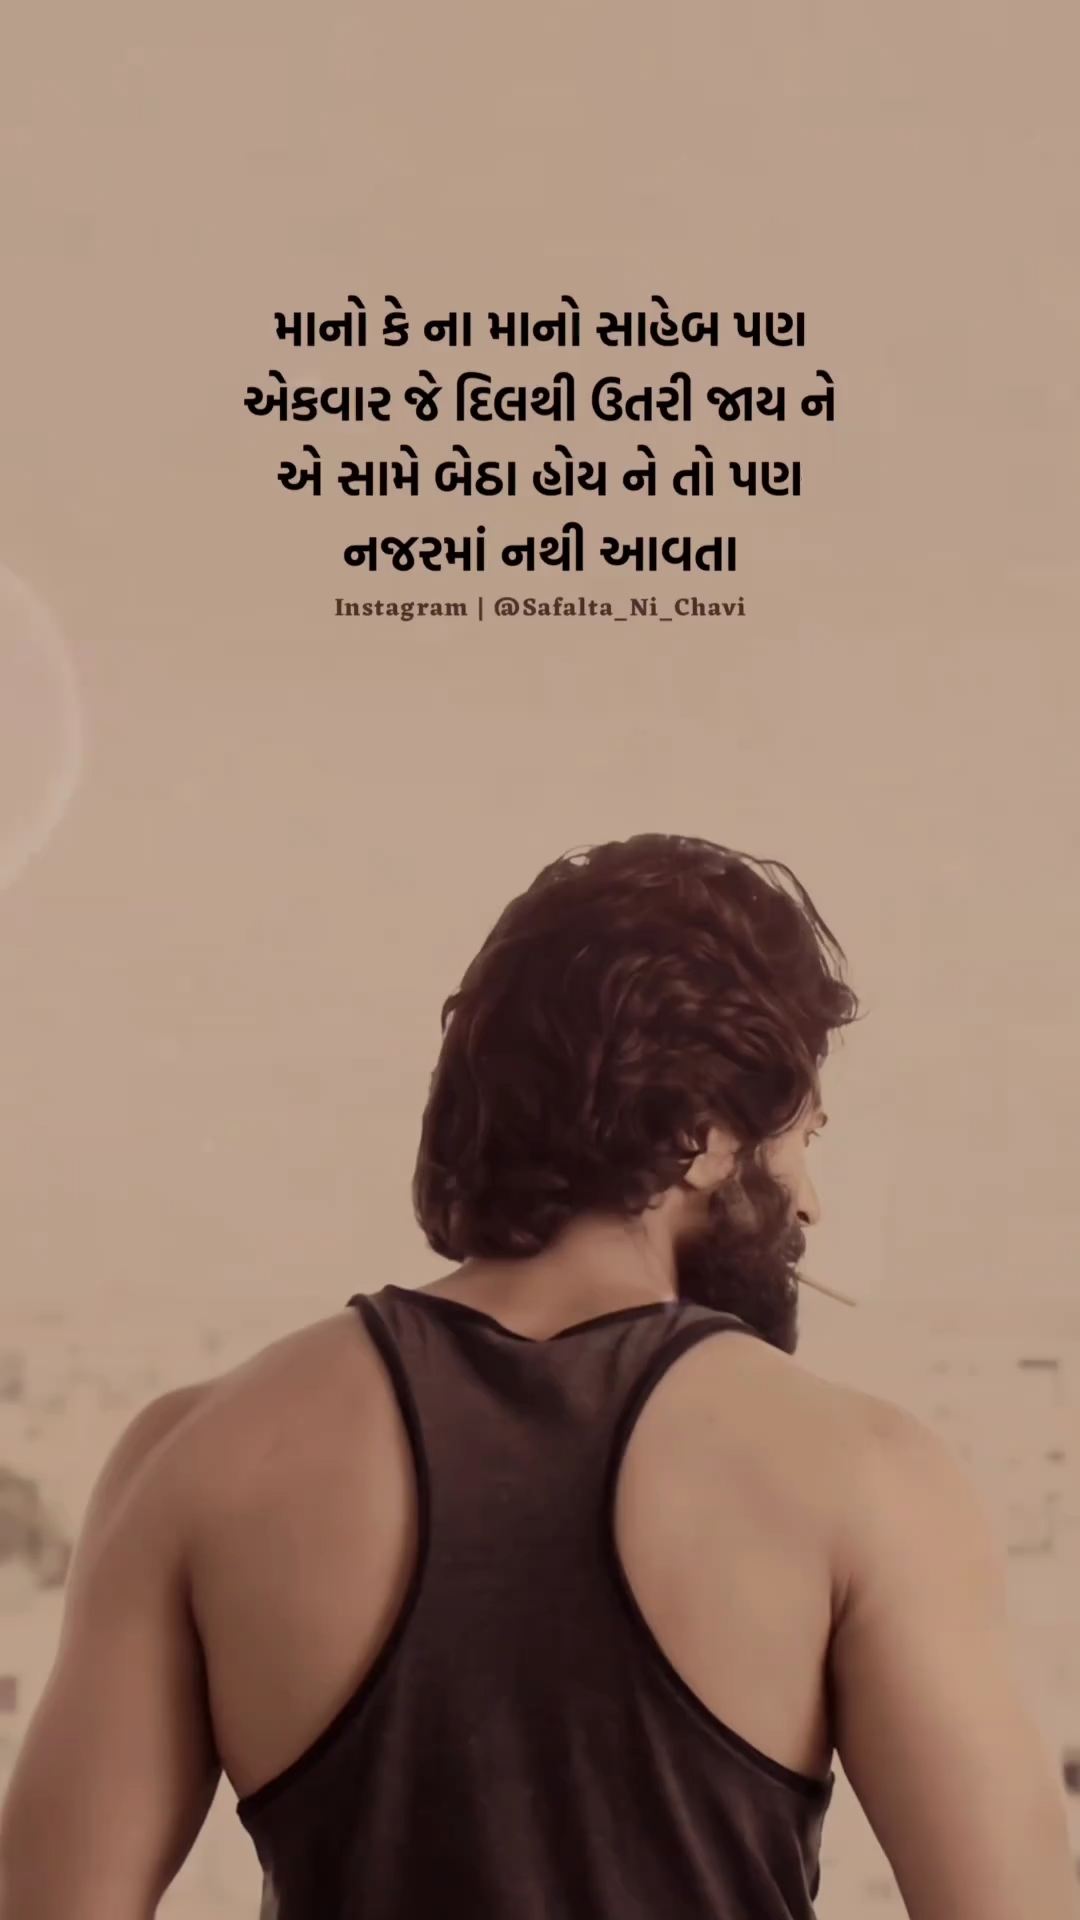 માનો કે ના માનો સાહેબ પણ
એકવાર જે દિલથી ઉતરી જાય ને
એ સામે બેઠા હોય ને તો પણ
નજરમાં નથી આવતા
Instagram | @Safalta_Ni_Chavi